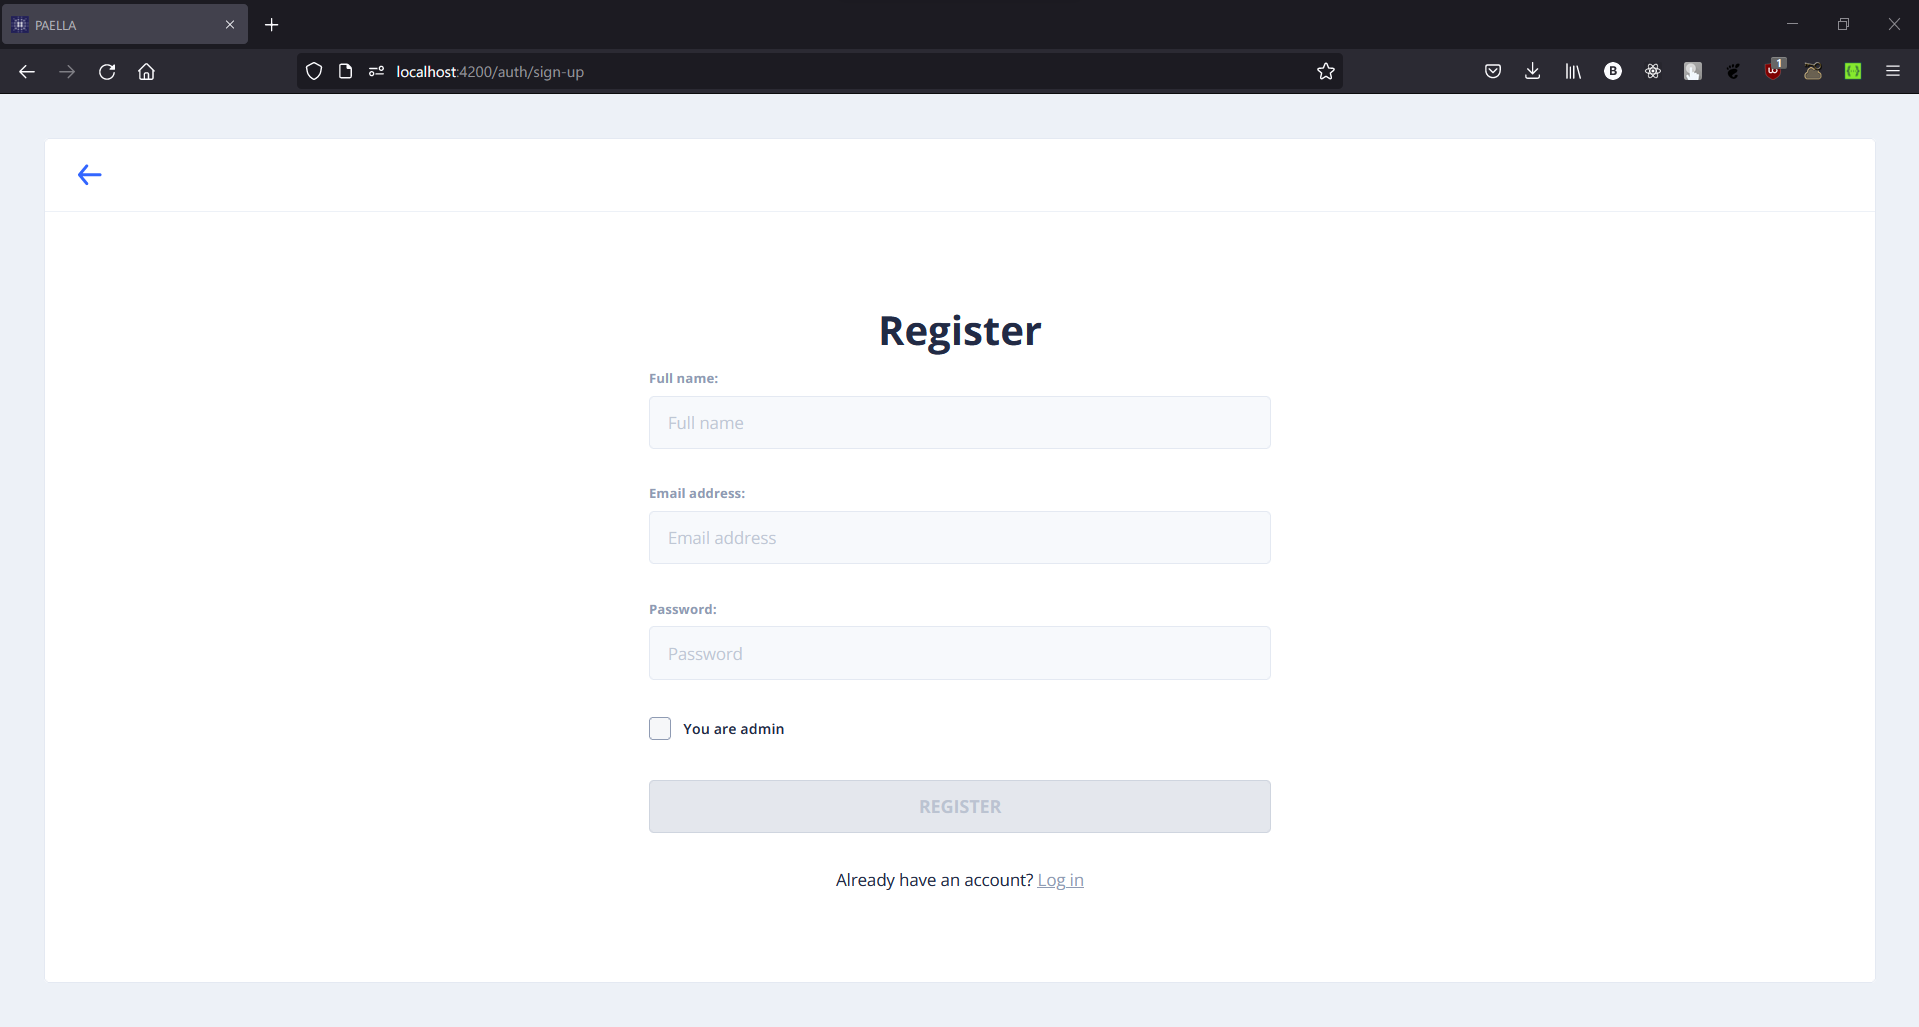 PAELLA
localhost:4200/auth/sign-up
B
1
Register
Full name:
Full name
Email address:
Email address
Password:
Password
You are admin
REGISTER
Already have an account? Log in